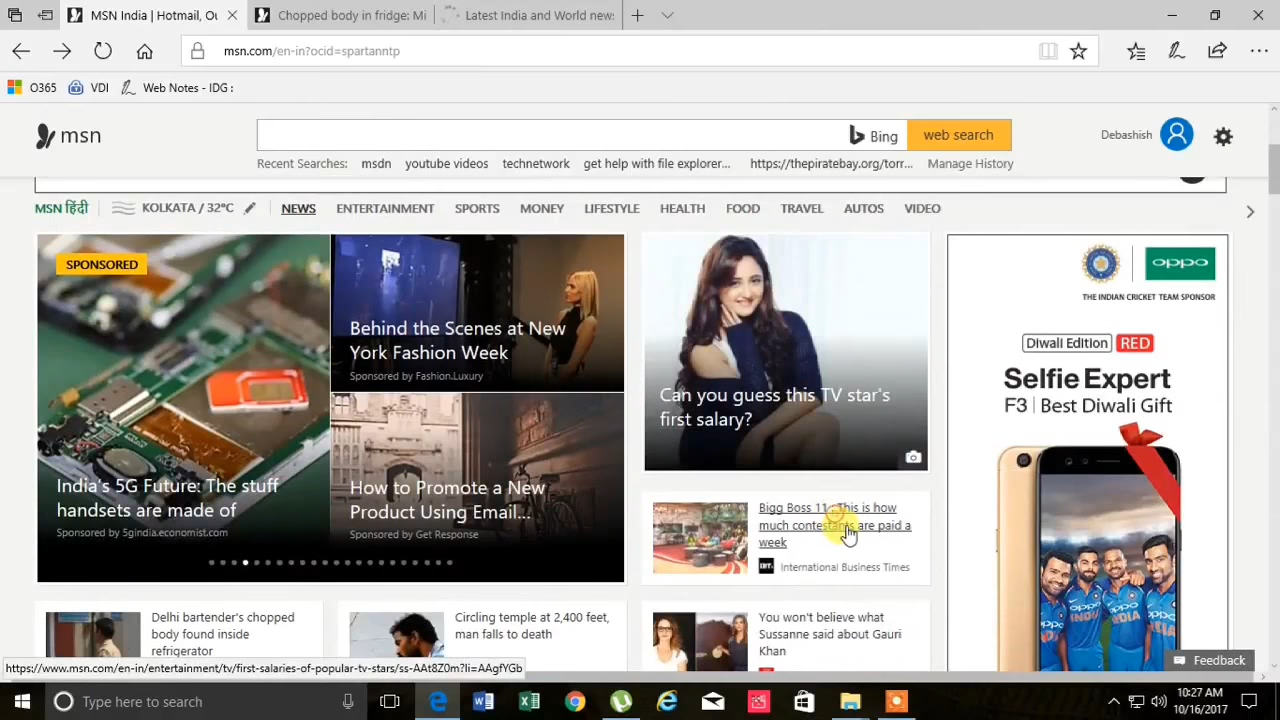 MSN India | Hotmail, Ou
Chopped body in fridge: Mi
Latest India and World news
msn.com/en-in?ocid=spartanntp
O365
VDI
Web Notes - IDG :
msn
Bing
web search
Debashish
Recent Searches:
msdn
youtube videos
technetwork
get help with file explorer...
https://thepiratebay.org/torr...
Manage History
MSN हिंदी
KOLKATA / 32°C
NEWS
ENTERTAINMENT
SPORTS
MONEY
LIFESTYLE
HEALTH
FOOD
TRAVEL
AUTOS
VIDEO
SPONSORED
India's 5G Future: The stuff
handsets are made of
Sponsored by 5gindia.economist.com
Behind the Scenes at New
York Fashion Week
Sponsored by Fashion.Luxury
How to Promote a New
Product Using Email...
Sponsored by Get Response
Can you guess this TV star's
first salary?
Bigg Boss 11: This is how
much contestants are paid a
week
IBT
International Business Times
oppo
THE INDIAN CRICKET TEAM SPONSOR
Diwali Edition RED
Selfie Expert
F3 | Best Diwali Gift
oppo
INDIA
Delhi bartender's chopped
body found inside
refrigerator
Circling temple at 2,400 feet,
man falls to death
You won't believe what
Sussanne said about Gauri
Khan
Feedback
https://www.msn.com/en-in/entertainment/tv/first-salaries-of-popular-tv-stars/ss-AAt8Z0m?li=AAgfYGb
Type here to search
10:27 AM
10/16/2017